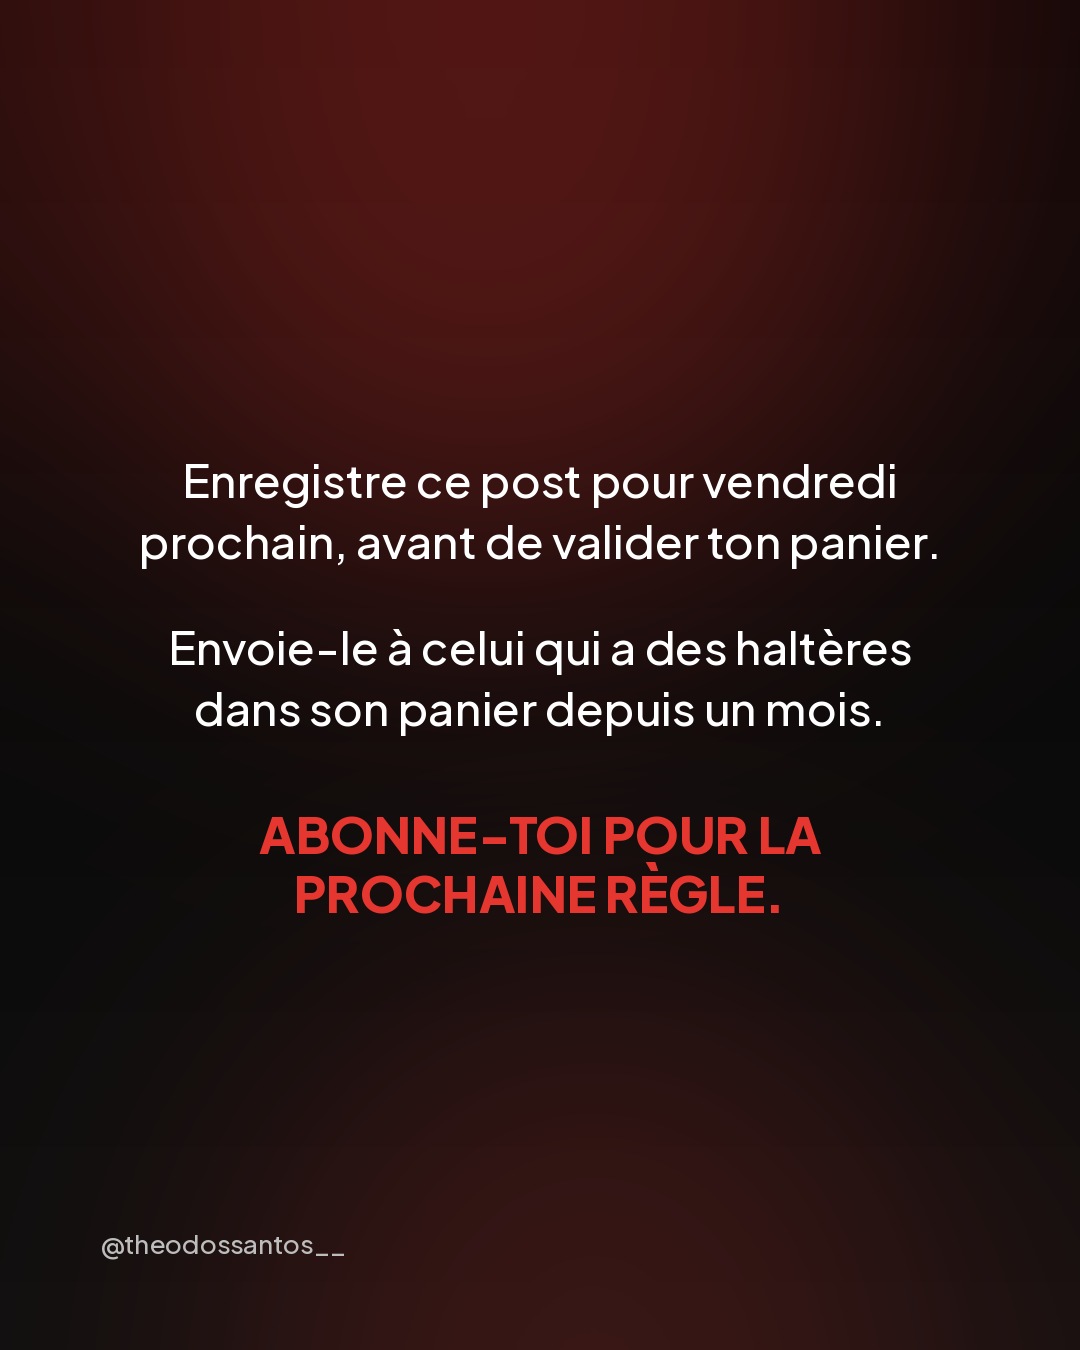 Enregistre ce post pour vendredi
prochain, avant de valider ton panier.
Envoie-le à celui qui a des haltères
dans son panier depuis un mois.
ABONNE-TOI POUR LA
PROCHAINE RÈGLE.
@theodossantos__